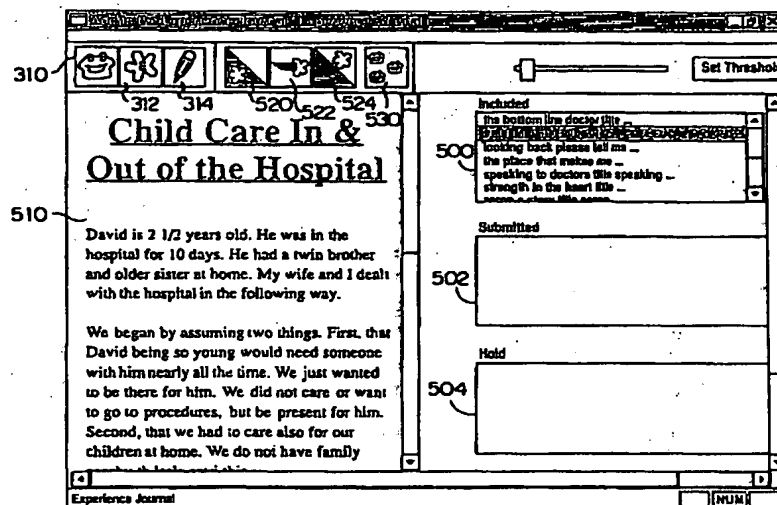 310
312
314
520
522
524
530
Set Threshold
Child Care In &
Out of the Hospital
510
David is 2 1/2 years old. He was in the
hospital for 10 days. He had a twin brother
and older sister at home. My wife and I dealt
with the hospital in the following way.
We began by assuming two things. First, that
David being so young would need someone
with him nearly all the time. We just wanted
to be there for him. We did not care or want
to go to procedures, but be present for him.
Second, that we had to care also for our
children at home. We do not have family
Included
the bottom line doctor title ...
looking back please tell me ...
the place that makes me ...
speaking to doctors title speaking ...
strength in the heart title ...
500
Submitted
502
Hold
504
Experience Journal
NUM